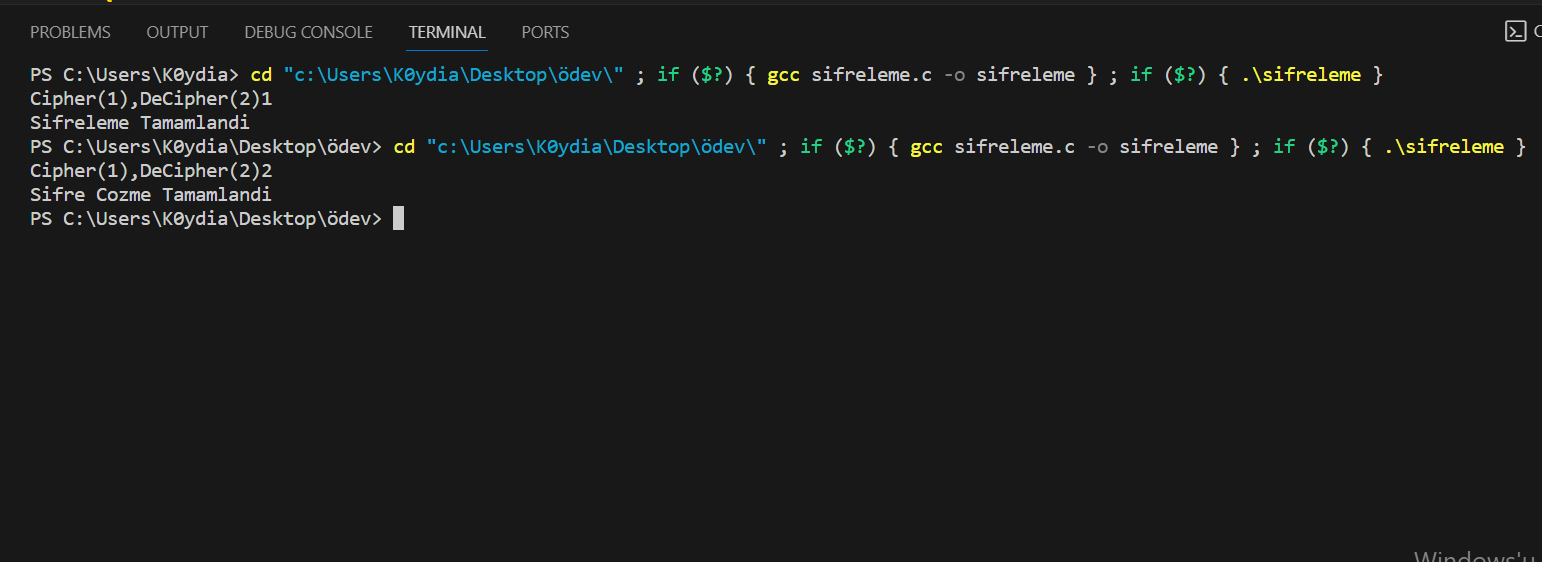 PROBLEMS OUTPUT DEBUG CONSOLE TERMINAL PORTS
PS C:\Users\K0ydia> cd "c:\Users\K0ydia\Desktop\ödev\" ; if ($?) { gcc sifreleme.c -o sifreleme } ; if ($?) { .\sifreleme }
Cipher(1),DeCipher(2)1
Sifreleme Tamamlandi
PS C:\Users\K0ydia\Desktop\ödev> cd "c:\Users\K0ydia\Desktop\ödev\" ; if ($?) { gcc sifreleme.c -o sifreleme } ; if ($?) { .\sifreleme }
Cipher(1),DeCipher(2)2
Sifre Cozme Tamamlandi
PS C:\Users\K0ydia\Desktop\ödev>
Windows'u